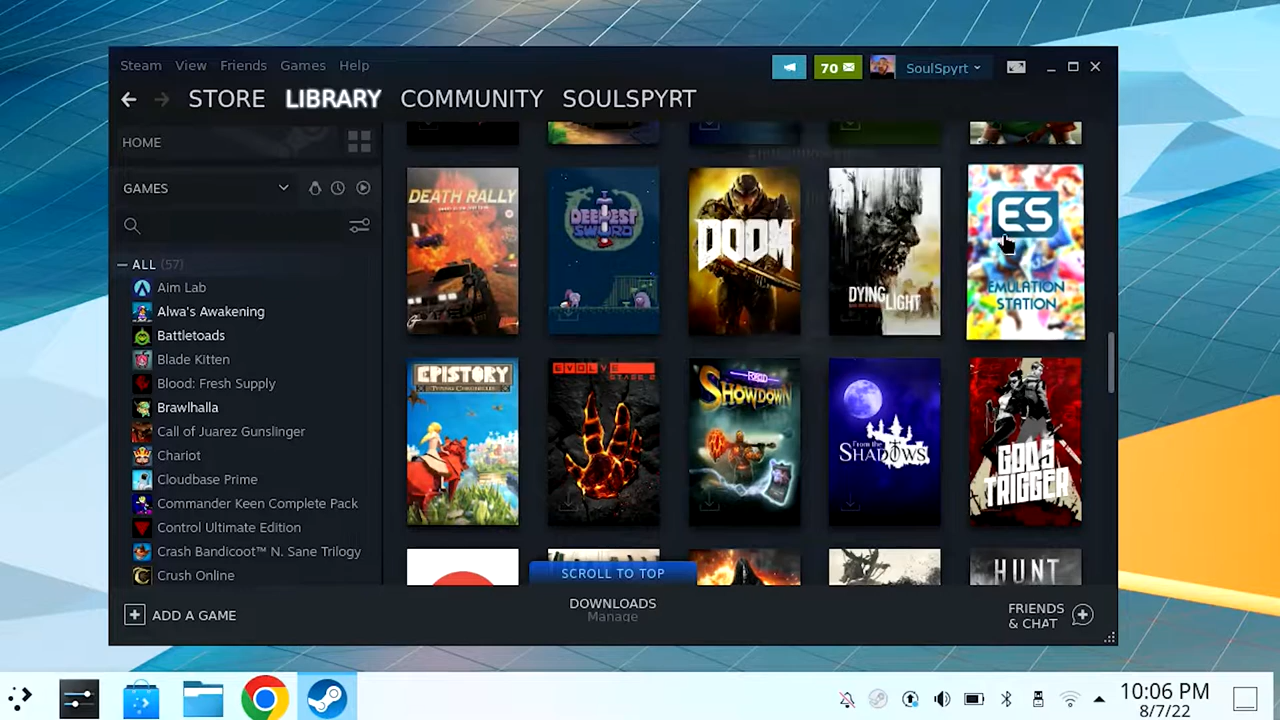 Steam View Friends Games Help
70
SoulSpyrt
STORE LIBRARY COMMUNITY SOULSPYRT
HOME
GAMES
ALL (57)
Aim Lab
Alwa's Awakening
Battletoads
Blade Kitten
Blood: Fresh Supply
Brawlhalla
Call of Juarez Gunslinger
Chariot
Cloudbase Prime
Commander Keen Complete Pack
Control Ultimate Edition
Crash Bandicoot™ N. Sane Trilogy
Crush Online
DEATH RALLY
DEEPEST
SWORD
DOOM
DYING LIGHT
ES
EMULATION
STATION
EPISTORY
EVOLVE
STAGE 2
FORCED
SHOWDOWN
From the
SHADOWS
GODS
TRIGGER
HUNT
SCROLL TO TOP
ADD A GAME
DOWNLOADS
Manage
FRIENDS
& CHAT
10:06 PM
8/7/22